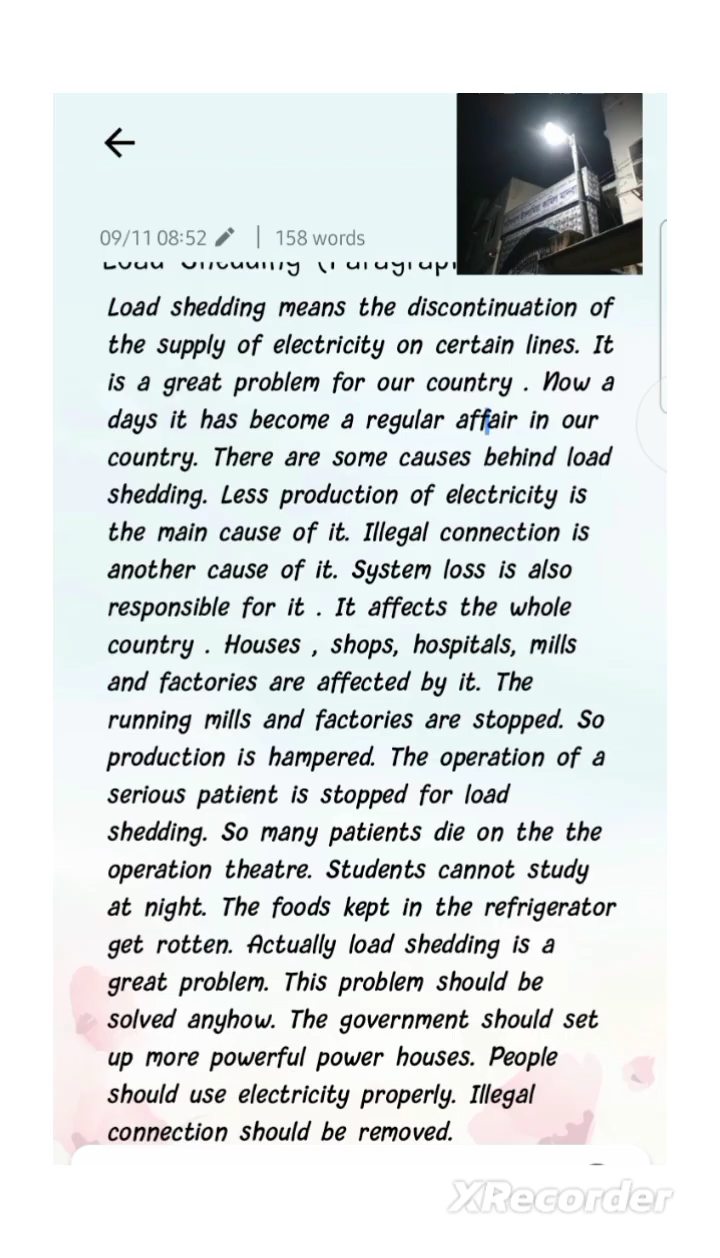 09/11 08:52 | 158 words
Load Shedding (Paragraph
Load shedding means the discontinuation of
the supply of electricity on certain lines. It
is a great problem for our country . Now a
days it has become a regular affair in our
country. There are some causes behind load
shedding. Less production of electricity is
the main cause of it. Illegal connection is
another cause of it. System loss is also
responsible for it . It affects the whole
country . Houses , shops, hospitals, mills
and factories are affected by it. The
running mills and factories are stopped. So
production is hampered. The operation of a
serious patient is stopped for load
shedding. So many patients die on the the
operation theatre. Students cannot study
at night. The foods kept in the refrigerator
get rotten. Actually load shedding is a
great problem. This problem should be
solved anyhow. The government should set
up more powerful power houses. People
should use electricity properly. Illegal
connection should be removed.
XRecorder